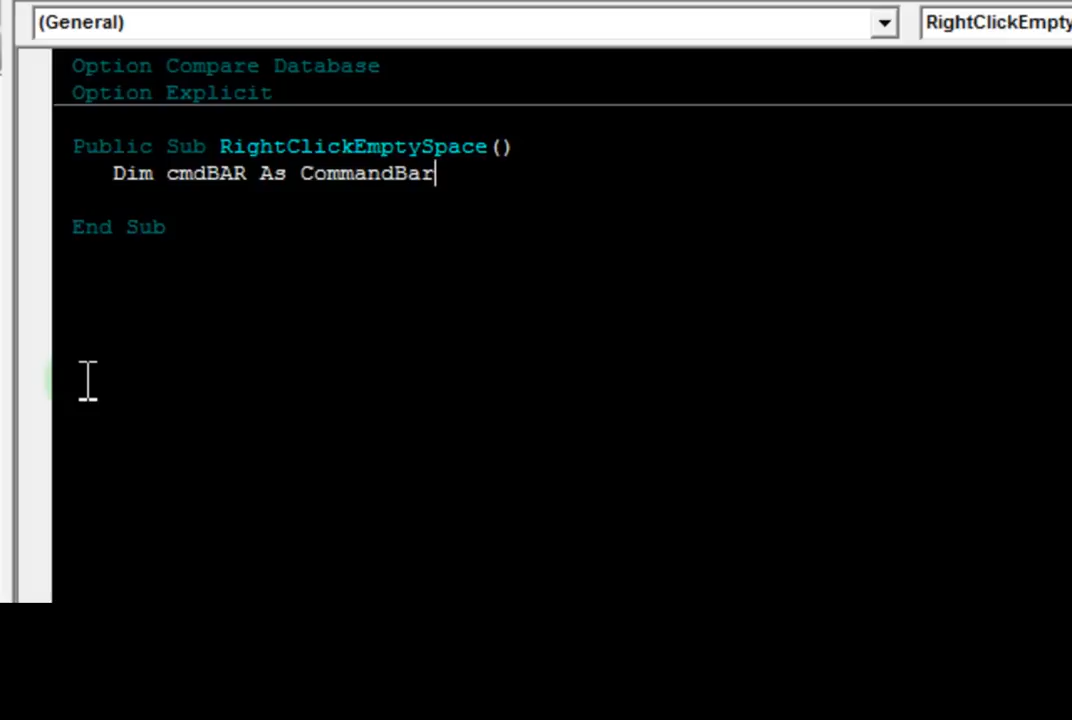 (General)
RightClickEmpty
Option Compare Database
Option Explicit
Public Sub RightClickEmptySpace()
Dim cmdBAR As CommandBar
End Sub